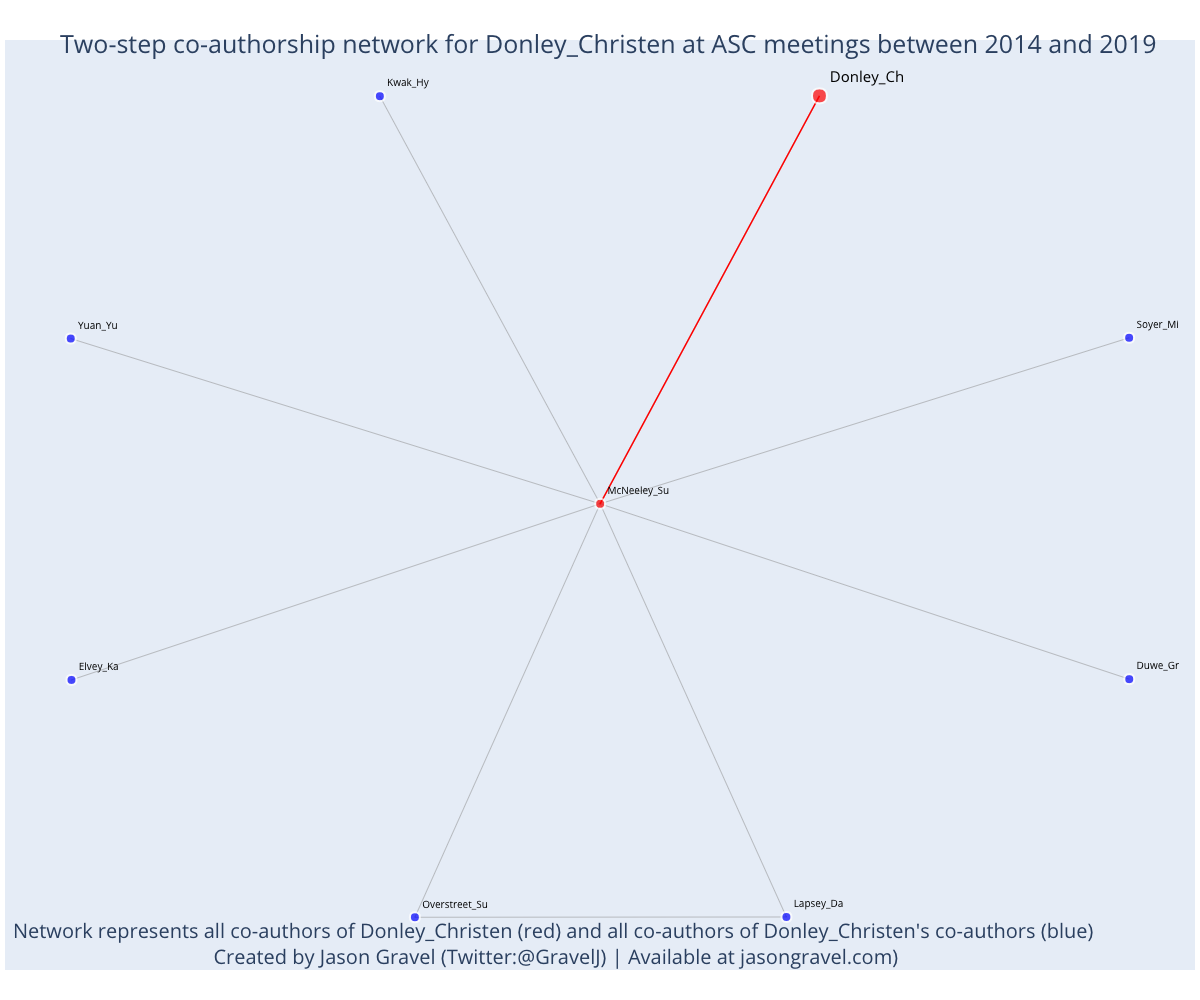 Two-step co-authorship network for Donley_Christen at ASC meetings between 2014 and 2019
Donley_Ch
Kwak_Hy
Soyer_Mi
Yuan_Yu
McNeeley_Su
Duwe_Gr
Elvey_Ka
Lapsey_Da
Overstreet_Su
Network represents all co-authors of Donley_Christen (red) and all co-authors of Donley_Christen's co-authors (blue)
Created by Jason Gravel (Twitter:@GravelJ) | Available at jasongravel.com)